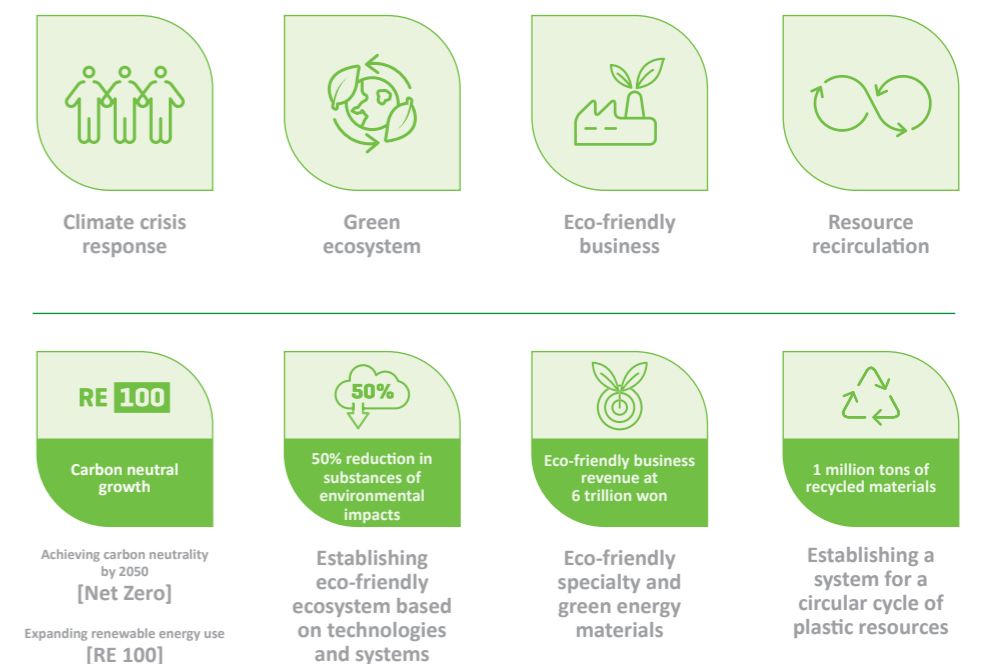 Climate crisis
response
Green
ecosystem
Eco-friendly
business
Resource
recirculation
RE 100
Carbon neutral
growth
50%
50% reduction in
substances of
environmental
impacts
Eco-friendly business
revenue at
6 trillion won
1 million tons of
recycled materials
Achieving carbon neutrality
by 2050
[Net Zero]
Expanding renewable energy use
[RE 100]
Establishing
eco-friendly
ecosystem based
on technologies
and systems
Eco-friendly
specialty and
green energy
materials
Establishing a
system for a
circular cycle of
plastic resources